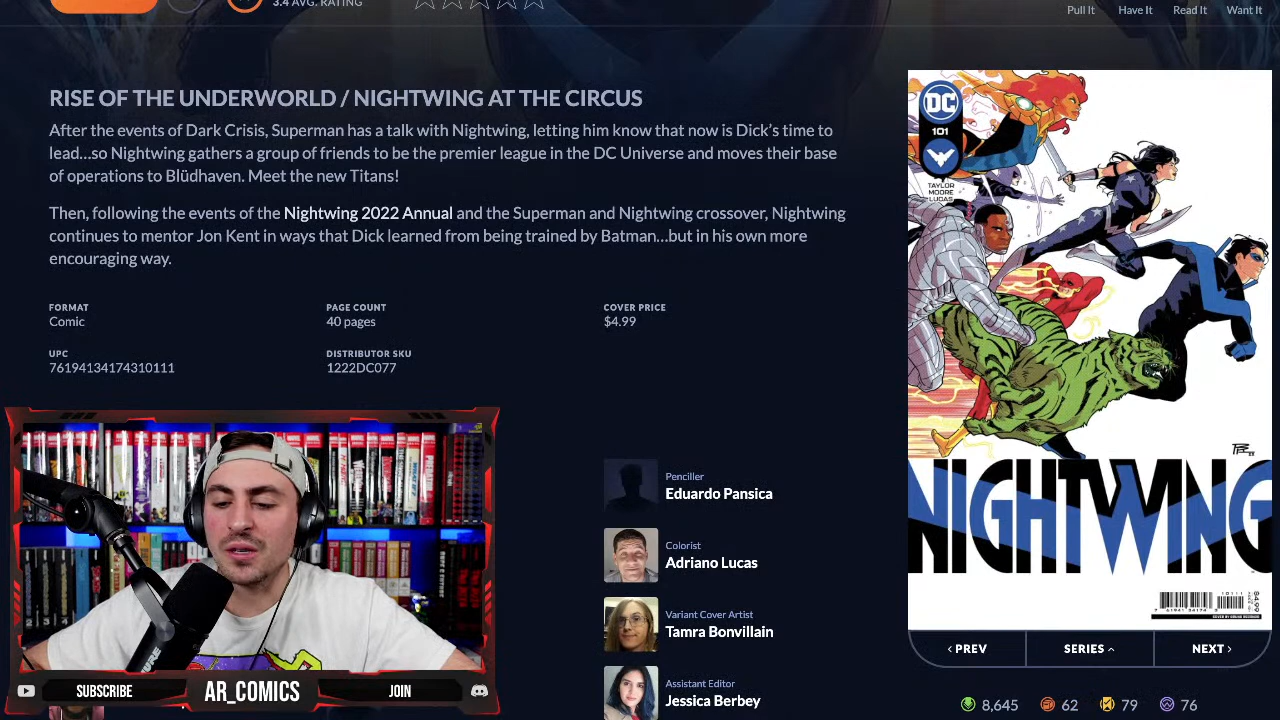 3.4 AVG. RATING
Pull It
Have It
Read It
Want It
RISE OF THE UNDERWORLD / NIGHTWING AT THE CIRCUS
After the events of Dark Crisis, Superman has a talk with Nightwing, letting him know that now is Dick's time to
lead...so Nightwing gathers a group of friends to be the premier league in the DC Universe and moves their base
of operations to Blüdhaven. Meet the new Titans!
Then, following the events of the Nightwing 2022 Annual and the Superman and Nightwing crossover, Nightwing
continues to mentor Jon Kent in ways that Dick learned from being trained by Batman...but in his own more
encouraging way.
FORMAT
Comic
PAGE COUNT
40 pages
COVER PRICE
$4.99
UPC
76194134174310111
DISTRIBUTOR SKU
1222DC077
Penciller
Eduardo Pansica
Colorist
Adriano Lucas
Variant Cover Artist
Tamra Bonvillain
Assistant Editor
Jessica Berbey
DC
101
TAYLOR
MOORE
LUCAS
NIGHTWING
‹ PREV
SERIES
NEXT ›
8,645
62
79
76
SUBSCRIBE
AR_COMICS
JOIN